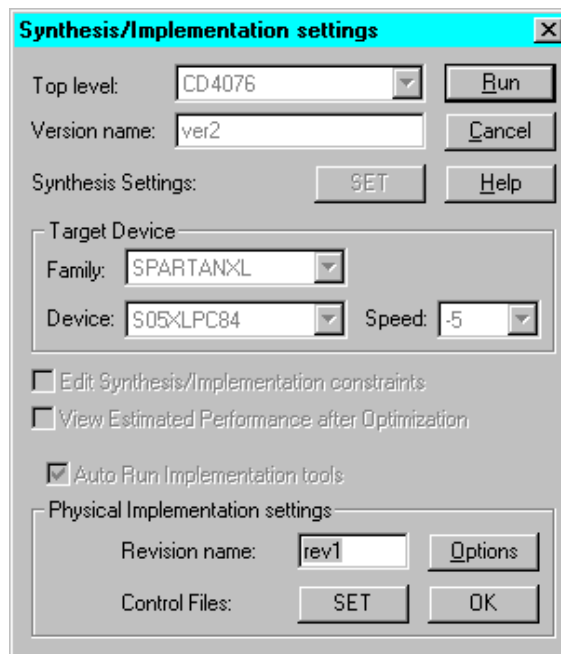 Synthesis/Implementation settings
Top level: CD4076 Run
Version name: ver2 Cancel
Synthesis Settings: SET Help
Target Device
Family: SPARTANXL
Device: S05XLPC84 Speed: -5
Edit Synthesis/Implementation constraints
View Estimated Performance after Optimization
Auto Run Implementation tools
Physical Implementation settings
Revision name: rev1 Options
Control Files: SET OK